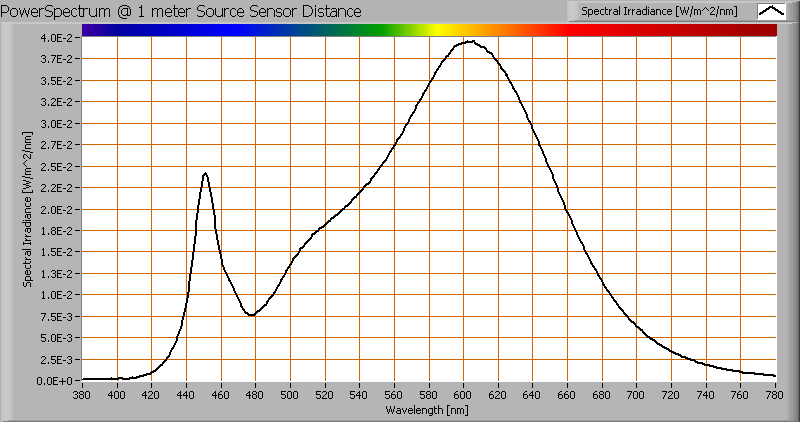 PowerSpectrum @ 1 meter Source Sensor Distance
Spectral Irradiance [W/m^2/nm]
Spectral Irradiance [W/m^2/nm]
4.0E-2
3.7E-2
3.5E-2
3.2E-2
3.0E-2
2.7E-2
2.5E-2
2.2E-2
2.0E-2
1.7E-2
1.5E-2
1.3E-2
1.0E-2
7.5E-3
5.0E-3
2.5E-3
0.0E+0
380 400 420 440 460 480 500 520 540 560 580 600 620 640 660 680 700 720 740 760 780
Wavelength [nm]